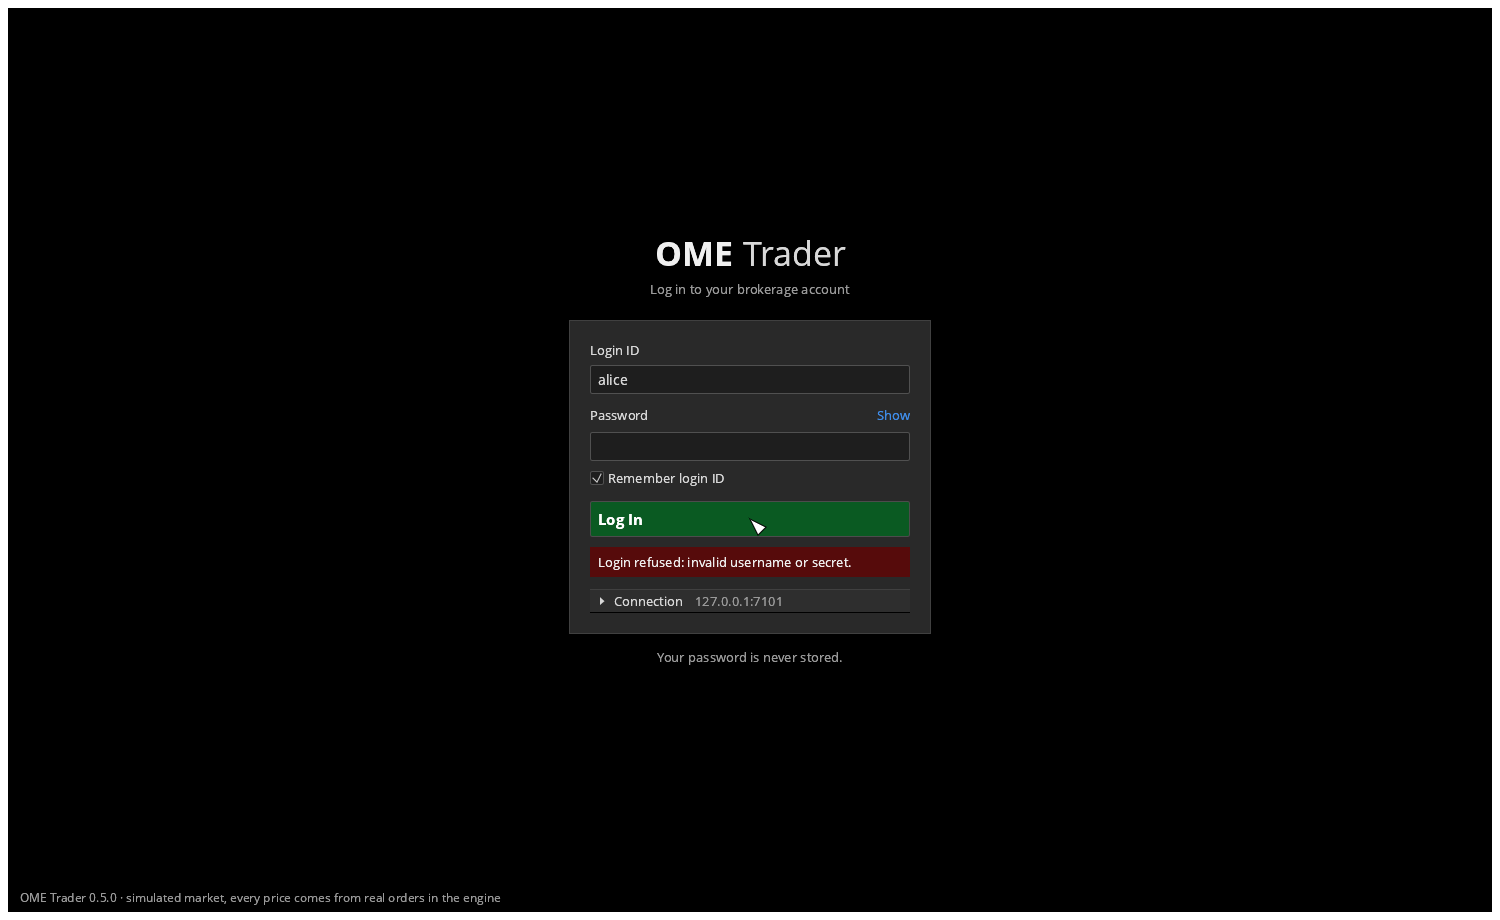 OME Trader
Log in to your brokerage account
Login ID
alice
Password Show
Remember login ID
Log In
Login refused: invalid username or secret.
Connection 127.0.0.1:7101
Your password is never stored.
OME Trader 0.5.0 · simulated market, every price comes from real orders in the engine